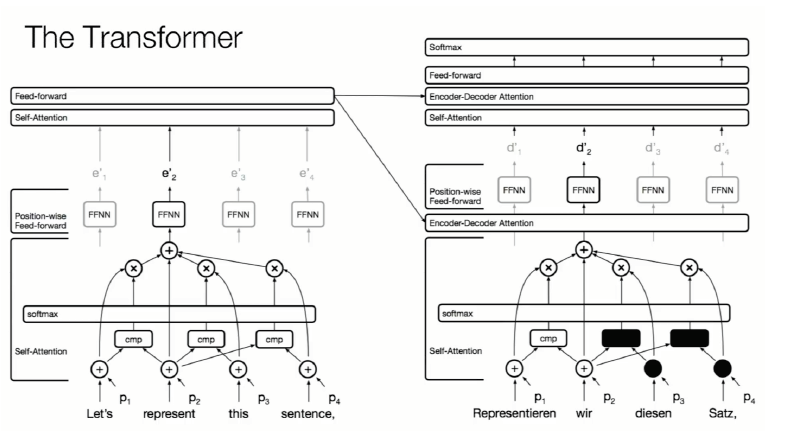 The Transformer
Feed-forward
Self-Attention
e'1 e'2 e'3 e'4
Position-wise
Feed-forward
FFNN FFNN FFNN FFNN
+
× × ×
softmax
cmp cmp cmp
Self-Attention
+ + + +
p1 p2 p3 p4
Let's represent this sentence,
Softmax
Feed-forward
Encoder-Decoder Attention
Self-Attention
d'1 d'2 d'3 d'4
Position-wise
Feed-forward
FFNN FFNN FFNN FFNN
Encoder-Decoder Attention
+
× × ×
softmax
cmp
Self-Attention
+ +
p1 p2 p3 p4
Representieren wir diesen Satz,